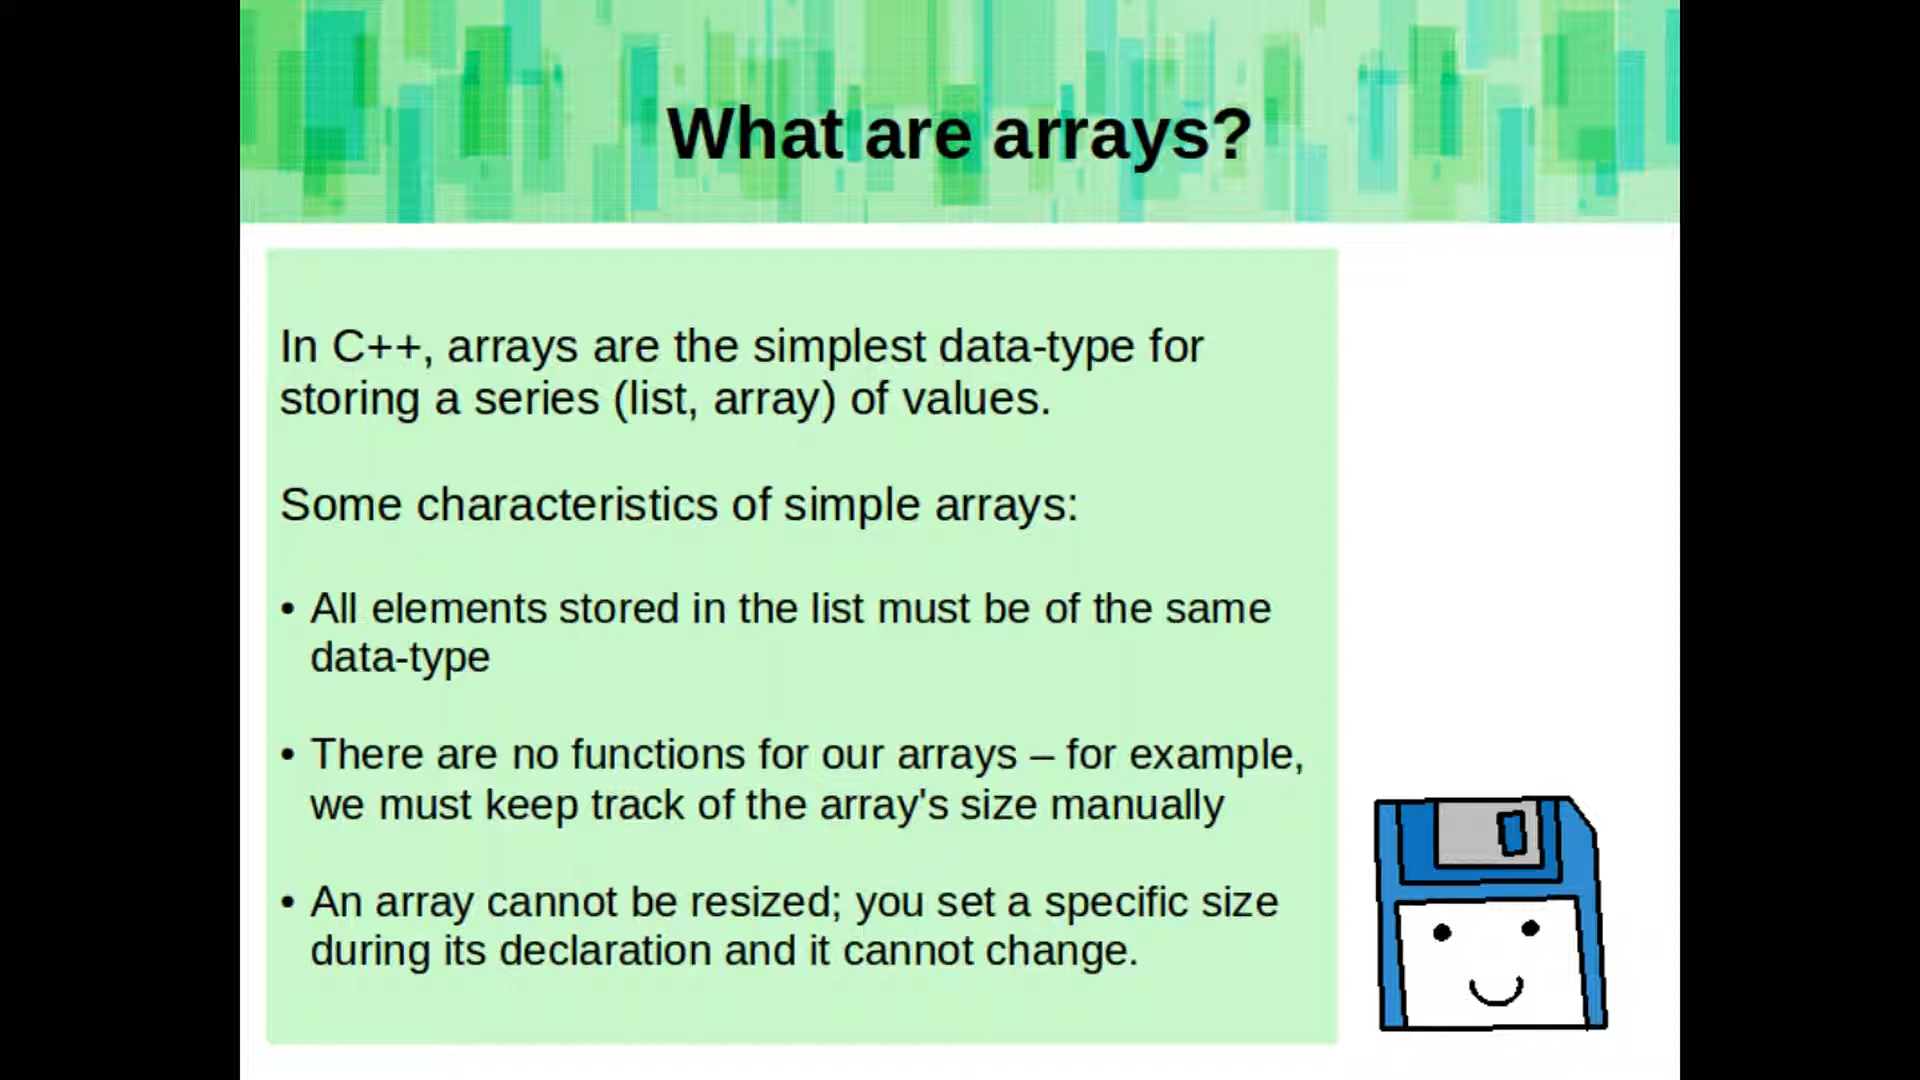 What are arrays?
In C++, arrays are the simplest data-type for
storing a series (list, array) of values.
Some characteristics of simple arrays:
• All elements stored in the list must be of the same
data-type
• There are no functions for our arrays – for example,
we must keep track of the array's size manually
• An array cannot be resized; you set a specific size
during its declaration and it cannot change.